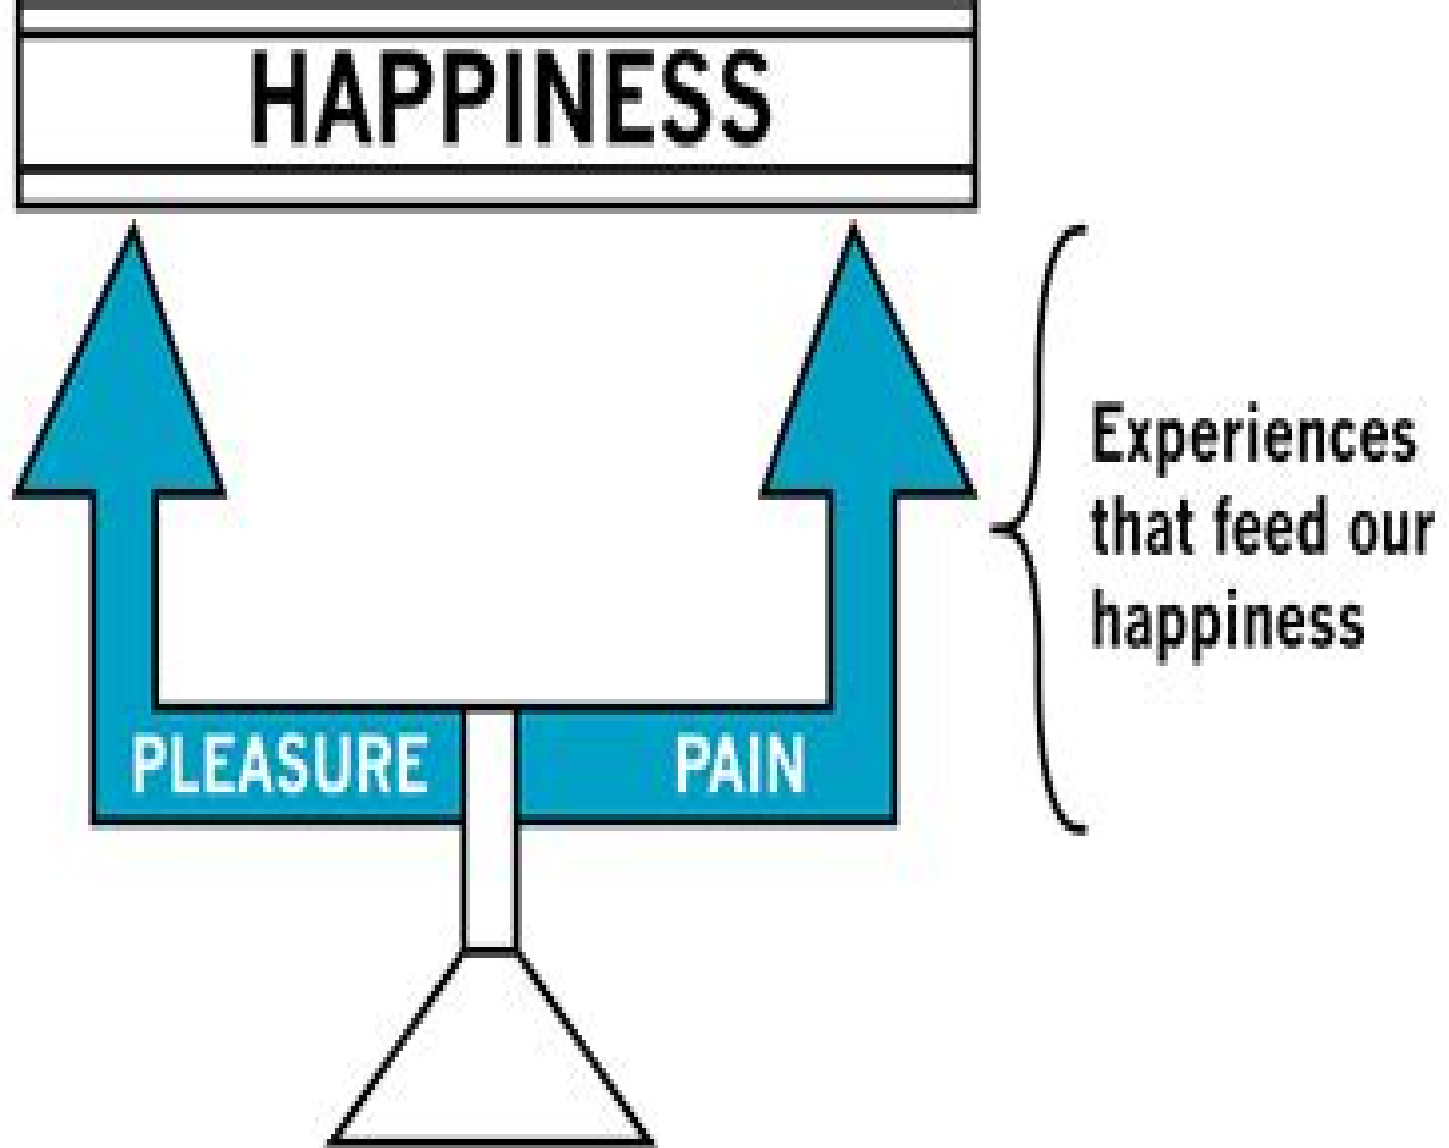 HAPPINESS
Experiences
that feed our
happiness
PLEASURE
PAIN